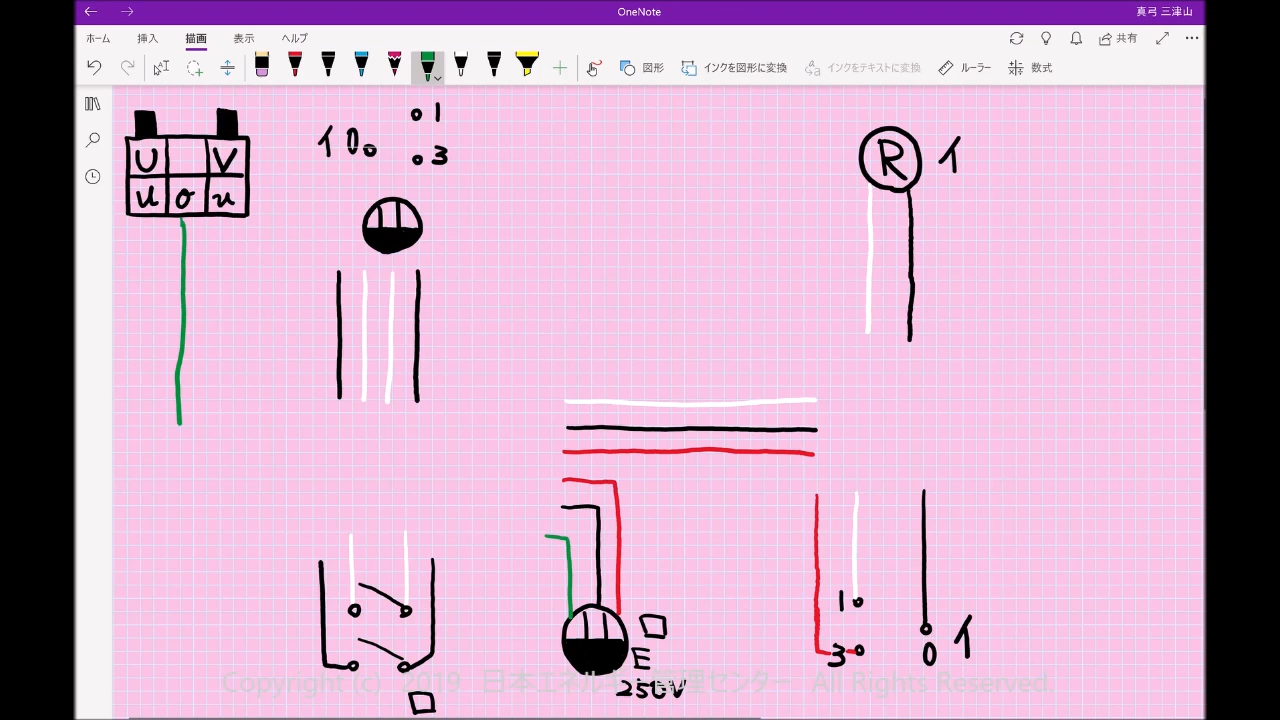 OneNote
真弓 三津山
ホーム 挿入 描画 表示 ヘルプ
共有
図形 インクを図形に変換 インクをテキストに変換 ルーラー 数式
1
イ 0
3
U V
u o u
R イ
1
3 0 イ
ロ
E
250V
ロ
Copyright (c) 2019 日本エネルギー管理センター All Rights Reserved